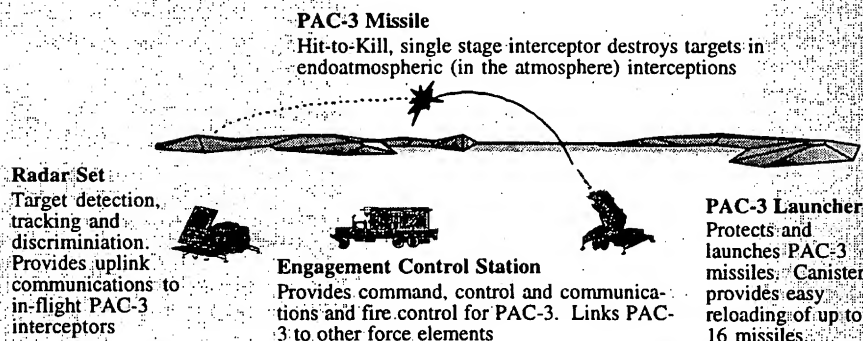 PAC-3 Missile
Hit-to-Kill, single stage interceptor destroys targets in
endoatmospheric (in the atmosphere) interceptions
Radar Set
Target detection,
tracking and
discriminiation.
Provides uplink
communications to
in-flight PAC-3
interceptors
Engagement Control Station
Provides command, control and communica-
tions and fire control for PAC-3. Links PAC-
3 to other force elements
PAC-3 Launcher
Protects and
launches PAC-3
missiles. Canister
provides easy
reloading of up to
16 missiles